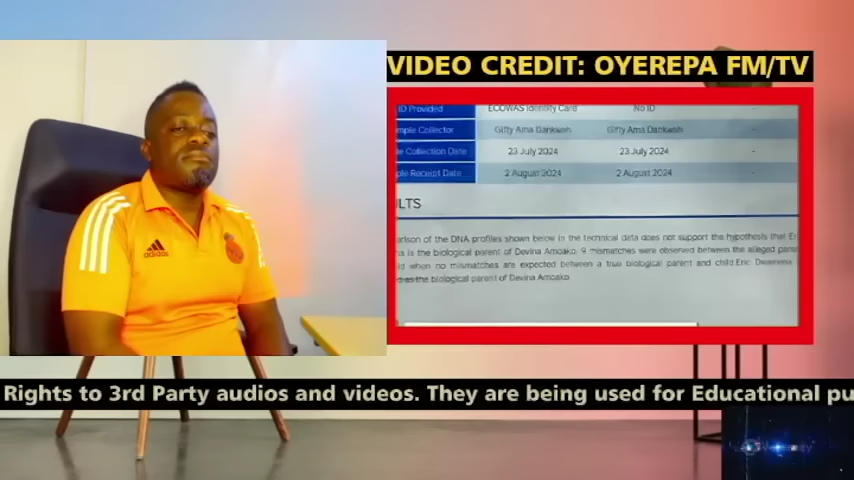 VIDEO CREDIT: OYEREPA FM/TV
ID Provided ECOWAS Identity Card No ID -
mple Collector Gifty Ama Dankwah Gifty Ama Dankwah -
le Collection Date 23 July 2024 23 July 2024 -
ple Receipt Date 2 August 2024 2 August 2024 -
LTS
arison of the DNA profiles shown below in the technical data does not support the hypothesis that
is the biological parent of Devina Amoako. 9 mismatches were observed between the alleged
when no mismatches are expected between a true biological parent and child Eric
as the biological parent of Devina Amoako
adidas
Rights to 3rd Party audios and videos. They are being used for Educational pu